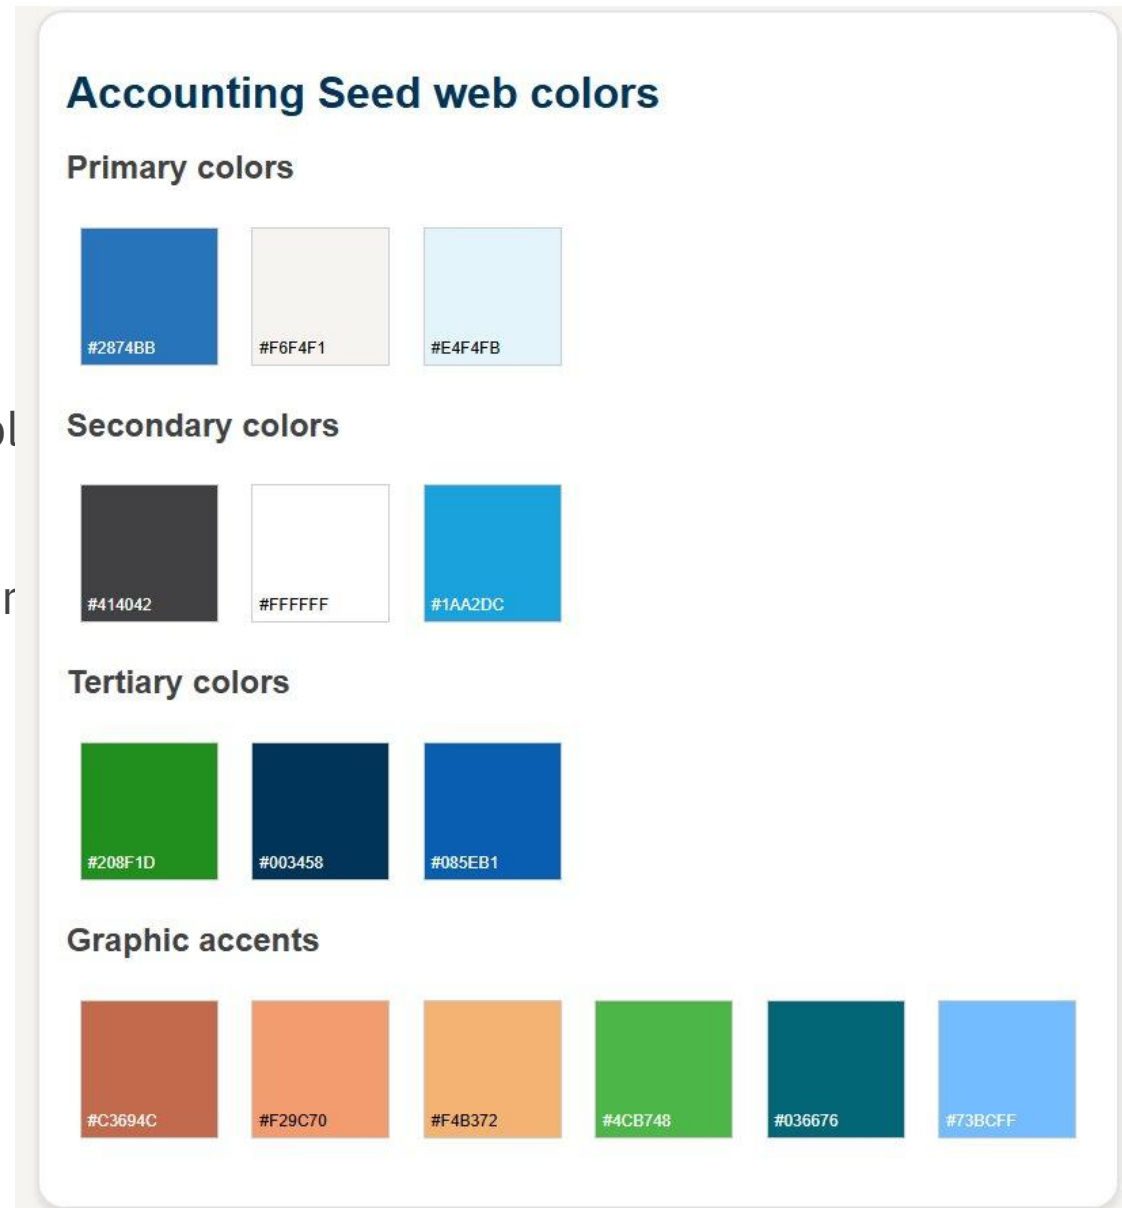 Accounting Seed web colors
Primary colors
#2874BB #F6F4F1 #E4F4FB
Secondary colors
#414042 #FFFFFF #1AA2DC
Tertiary colors
#208F1D #003458 #085EB1
Graphic accents
#C3694C #F29C70 #F4B372 #4CB748 #036676 #73BCFF